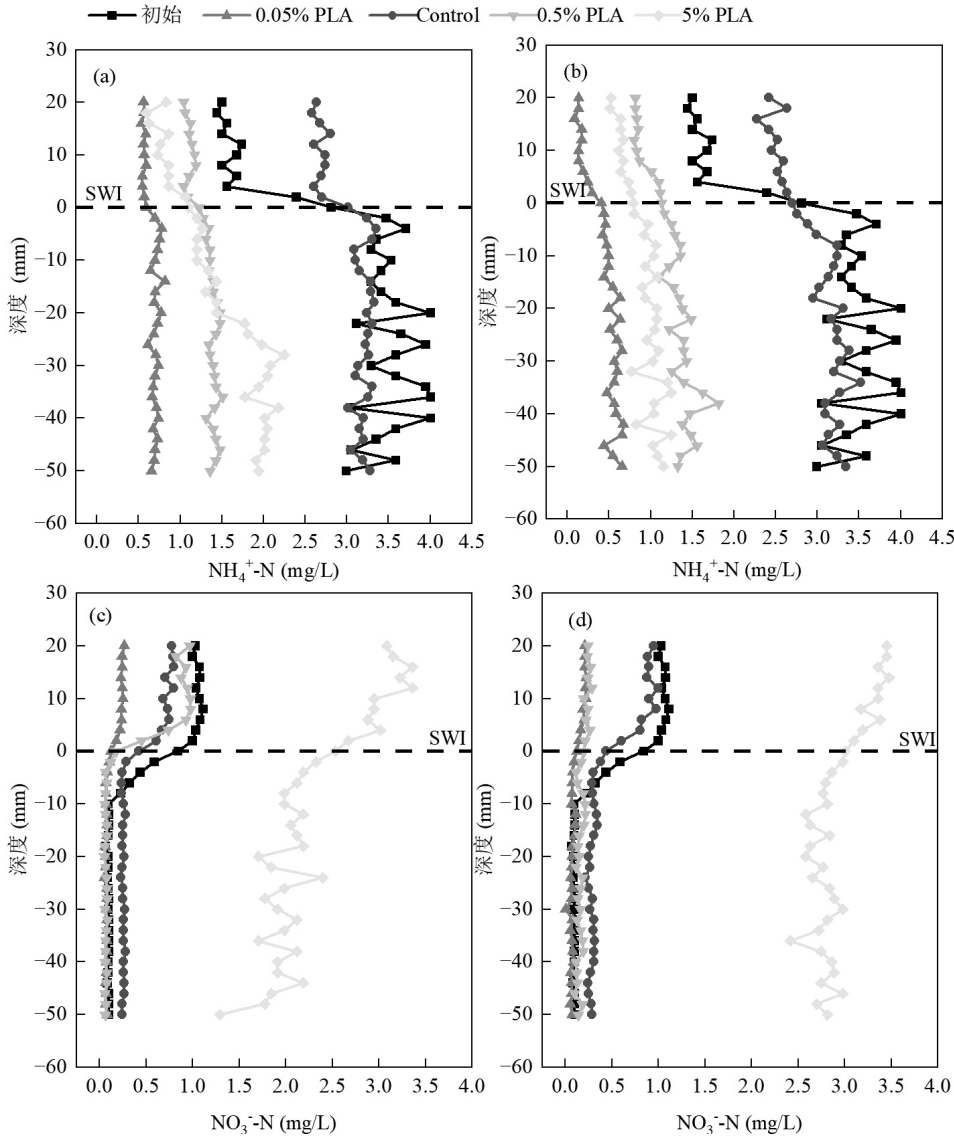 初始 0.05% PLA Control 0.5% PLA 5% PLA
(a)
30
20
10
0
−10
−20
−30
−40
−50
−60
SWI
深度 (mm)
0.0 0.5 1.0 1.5 2.0 2.5 3.0 3.5 4.0 4.5
NH₄⁺-N (mg/L)
(b)
30
20
10
0
−10
−20
−30
−40
−50
−60
SWI
深度 (mm)
0.0 0.5 1.0 1.5 2.0 2.5 3.0 3.5 4.0 4.5
NH₄⁺-N (mg/L)
(c)
30
20
10
0
−10
−20
−30
−40
−50
−60
SWI
深度 (mm)
0.0 0.5 1.0 1.5 2.0 2.5 3.0 3.5 4.0
NO₃⁻-N (mg/L)
(d)
30
20
10
0
−10
−20
−30
−40
−50
−60
SWI
深度 (mm)
0.0 0.5 1.0 1.5 2.0 2.5 3.0 3.5 4.0
NO₃⁻-N (mg/L)